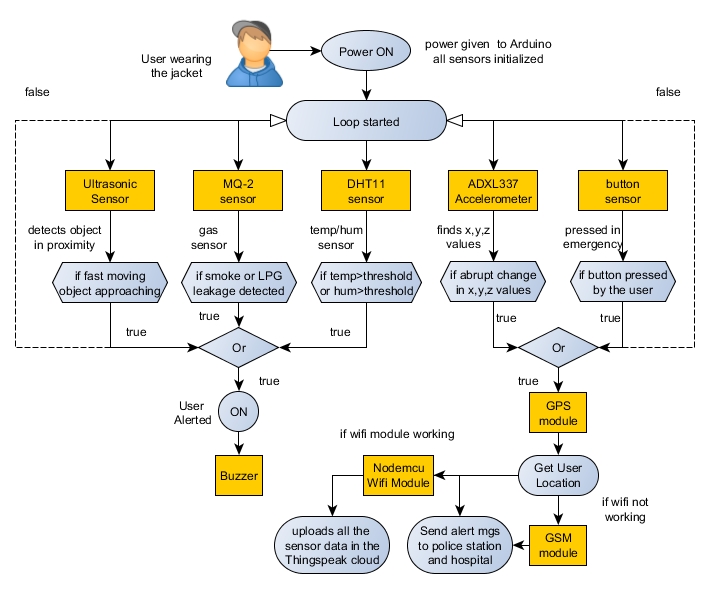 User wearing
the jacket
Power ON
power given to Arduino
all sensors initialized
false
false
Loop started
Ultrasonic
Sensor
MQ-2
sensor
DHT11
sensor
ADXL337
Accelerometer
button
sensor
detects object
in proximity
gas
sensor
temp/hum
sensor
finds x,y,z
values
pressed in
emergency
if fast moving
object approaching
if smoke or LPG
leakage detected
if temp>threshold
or hum>threshold
if abrupt change
in x,y,z values
if button pressed
by the user
true
true
true
true
true
Or
Or
true
true
User
Alerted
ON
GPS
module
if wifi module working
Buzzer
Nodemcu
Wifi Module
Get User
Location
if wifi not
working
uploads all the
sensor data in the
Thingspeak cloud
Send alert mgs
to police station
and hospital
GSM
module